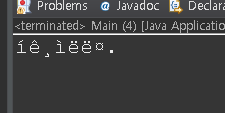 Problems @ Javadoc Declara
<terminated> Main (4) [Java Applicatio
íê¸ìëë¤.